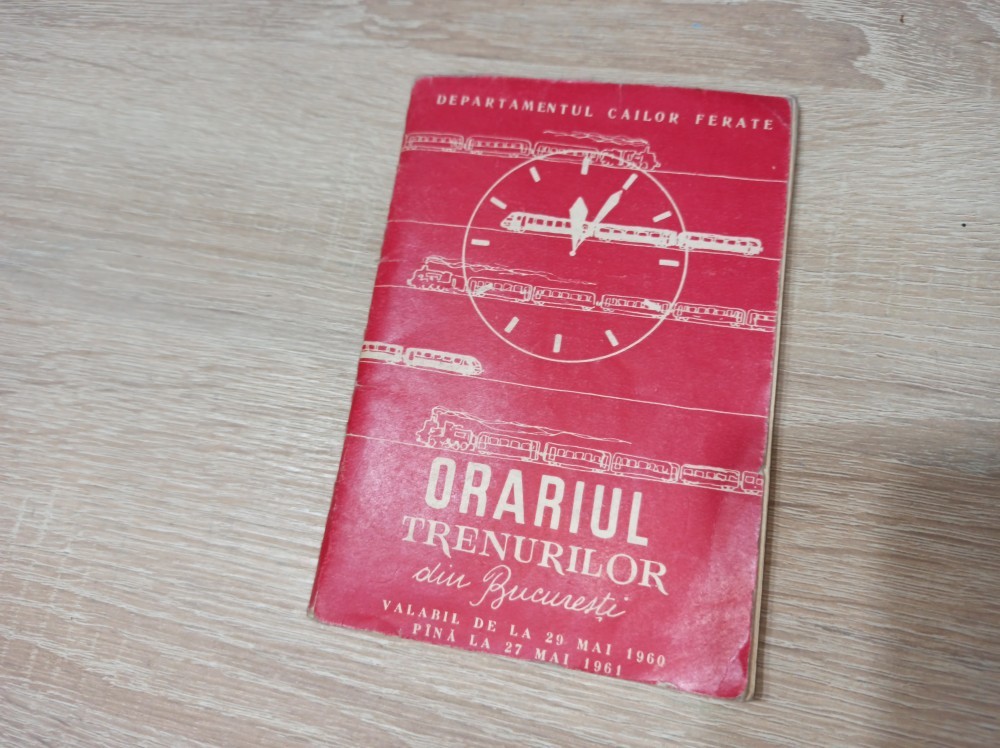 DEPARTAMENTUL CAILOR FERATE
ORARIUL
TRENURILOR
din București
VALABIL DE LA 29 MAI 1960
PÎNĂ LA 27 MAI 1961